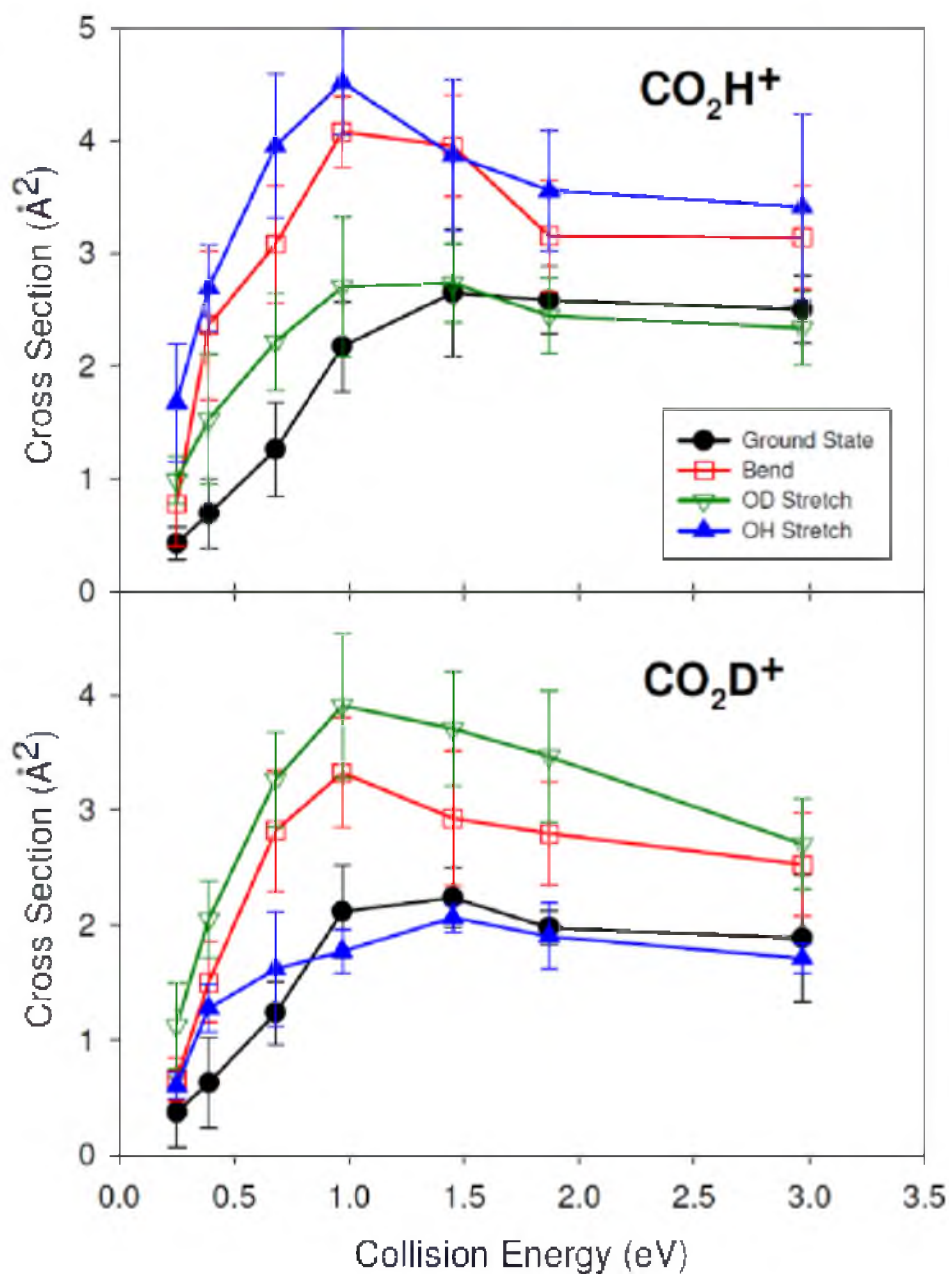 5
CO₂H⁺
4
3
Cross Section (Å²)
2
Ground State
Bend
1
OD Stretch
OH Stretch
0
CO₂D⁺
4
3
Cross Section (Å²)
2
1
0
0.0 0.5 1.0 1.5 2.0 2.5 3.0 3.5
Collision Energy (eV)